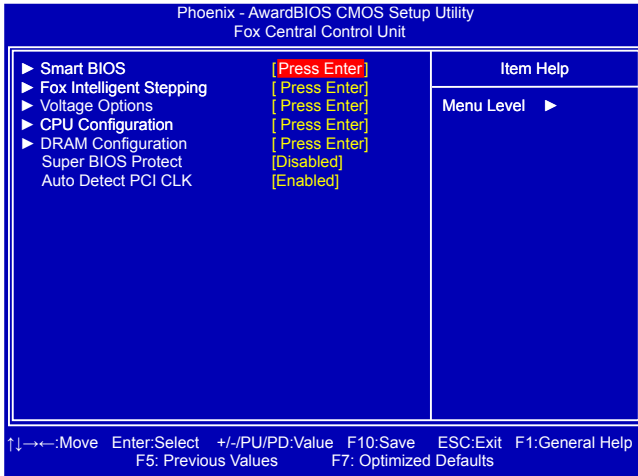 Phoenix - AwardBIOS CMOS Setup Utility
Fox Central Control Unit
► Smart BIOS [Press Enter]
► Fox Intelligent Stepping [ Press Enter]
► Voltage Options [ Press Enter]
► CPU Configuration [ Press Enter]
► DRAM Configuration [ Press Enter]
Super BIOS Protect [Disabled]
Auto Detect PCI CLK [Enabled]
Item Help
Menu Level ►
↑↓→←:Move Enter:Select +/-/PU/PD:Value F10:Save ESC:Exit F1:General Help
F5: Previous Values F7: Optimized Defaults